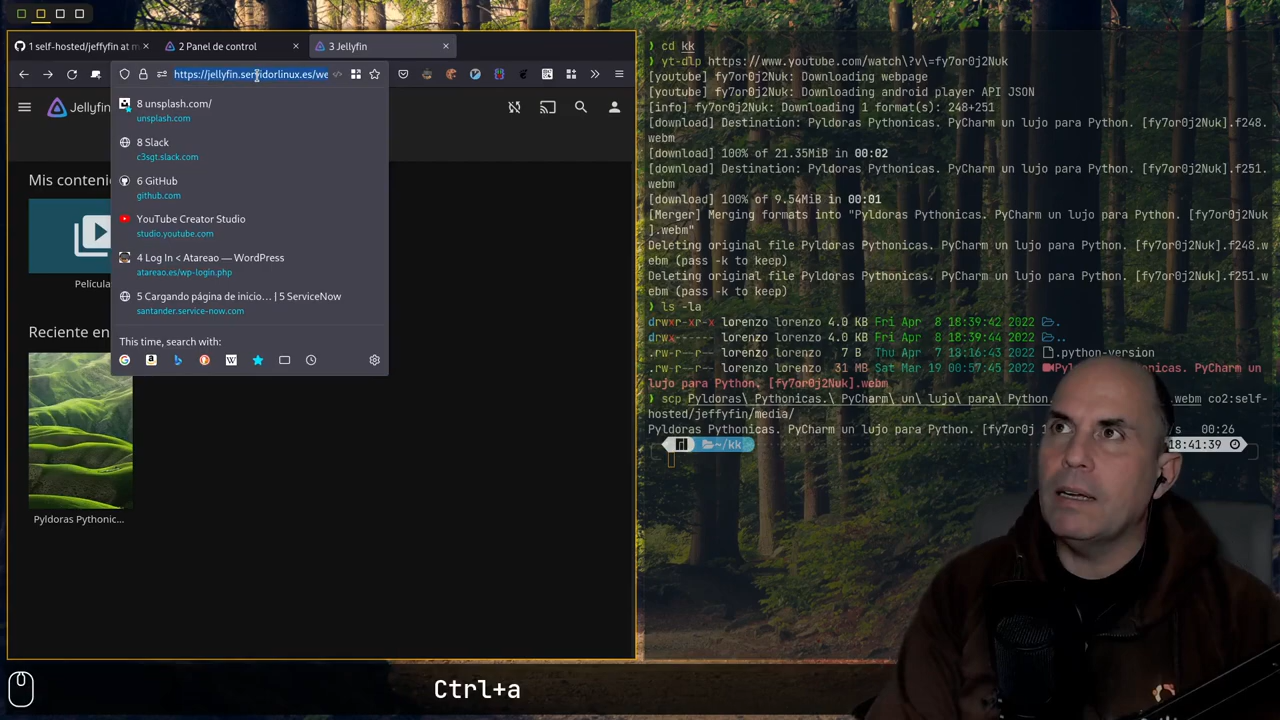 1 self-hosted/jeffyfin at m
2 Panel de control
3 Jellyfin
https://jellyfin.servidorlinux.es/we
Jellyfin
8 unsplash.com/
unsplash.com
8 Slack
c3sgt.slack.com
6 GitHub
github.com
YouTube Creator Studio
studio.youtube.com
4 Log In < Atareao — WordPress
atareao.es/wp-login.php
5 Cargando página de inicio… | 5 ServiceNow
santander.service-now.com
This time, search with:
Mis conteni
Película
Reciente en
Pyldoras Pythonic...
❯ cd kk
❯ yt-dlp https://www.youtube.com/watch\?v\=fy7or0j2Nuk
[youtube] fy7or0j2Nuk: Downloading webpage
[youtube] fy7or0j2Nuk: Downloading android player API JSON
[info] fy7or0j2Nuk: Downloading 1 format(s): 248+251
[download] Destination: Pyldoras Pythonicas. PyCharm un lujo para Python. [fy7or0j2Nuk].f248.
webm
[download] 100% of 21.35MiB in 00:02
[download] Destination: Pyldoras Pythonicas. PyCharm un lujo para Python. [fy7or0j2Nuk].f251.
webm
[download] 100% of 9.54MiB in 00:01
[Merger] Merging formats into "Pyldoras Pythonicas. PyCharm un lujo para Python. [fy7or0j2Nuk
].webm"
Deleting original file Pyldoras Pythonicas. PyCharm un lujo para Python. [fy7or0j2Nuk].f248.w
ebm (pass -k to keep)
Deleting original file Pyldoras Pythonicas. PyCharm un lujo para Python. [fy7or0j2Nuk].f251.w
ebm (pass -k to keep)
❯ ls -la
drwxr-xr-x lorenzo lorenzo 4.0 KB Fri Apr 8 18:39:42 2022 .
drwx------ lorenzo lorenzo 4.0 KB Fri Apr 8 18:39:44 2022 ..
.rw-r--r-- lorenzo lorenzo 7 B Thu Apr 7 18:16:43 2022 .python-version
.rw-r--r-- lorenzo lorenzo 31 MB Sat Mar 19 00:57:45 2022 Pyl PyCharm un
lujo para Python. [fy7or0j2Nuk].webm
❯ scp Pyldoras\ Pythonicas.\ PyCharm\ un\ lujo\ para\ Python. .webm co2:self-
hosted/jeffyfin/media/
Pyldoras Pythonicas. PyCharm un lujo para Python. [fy7or0j 00:26
~/kk
18:41:39
Ctrl+a